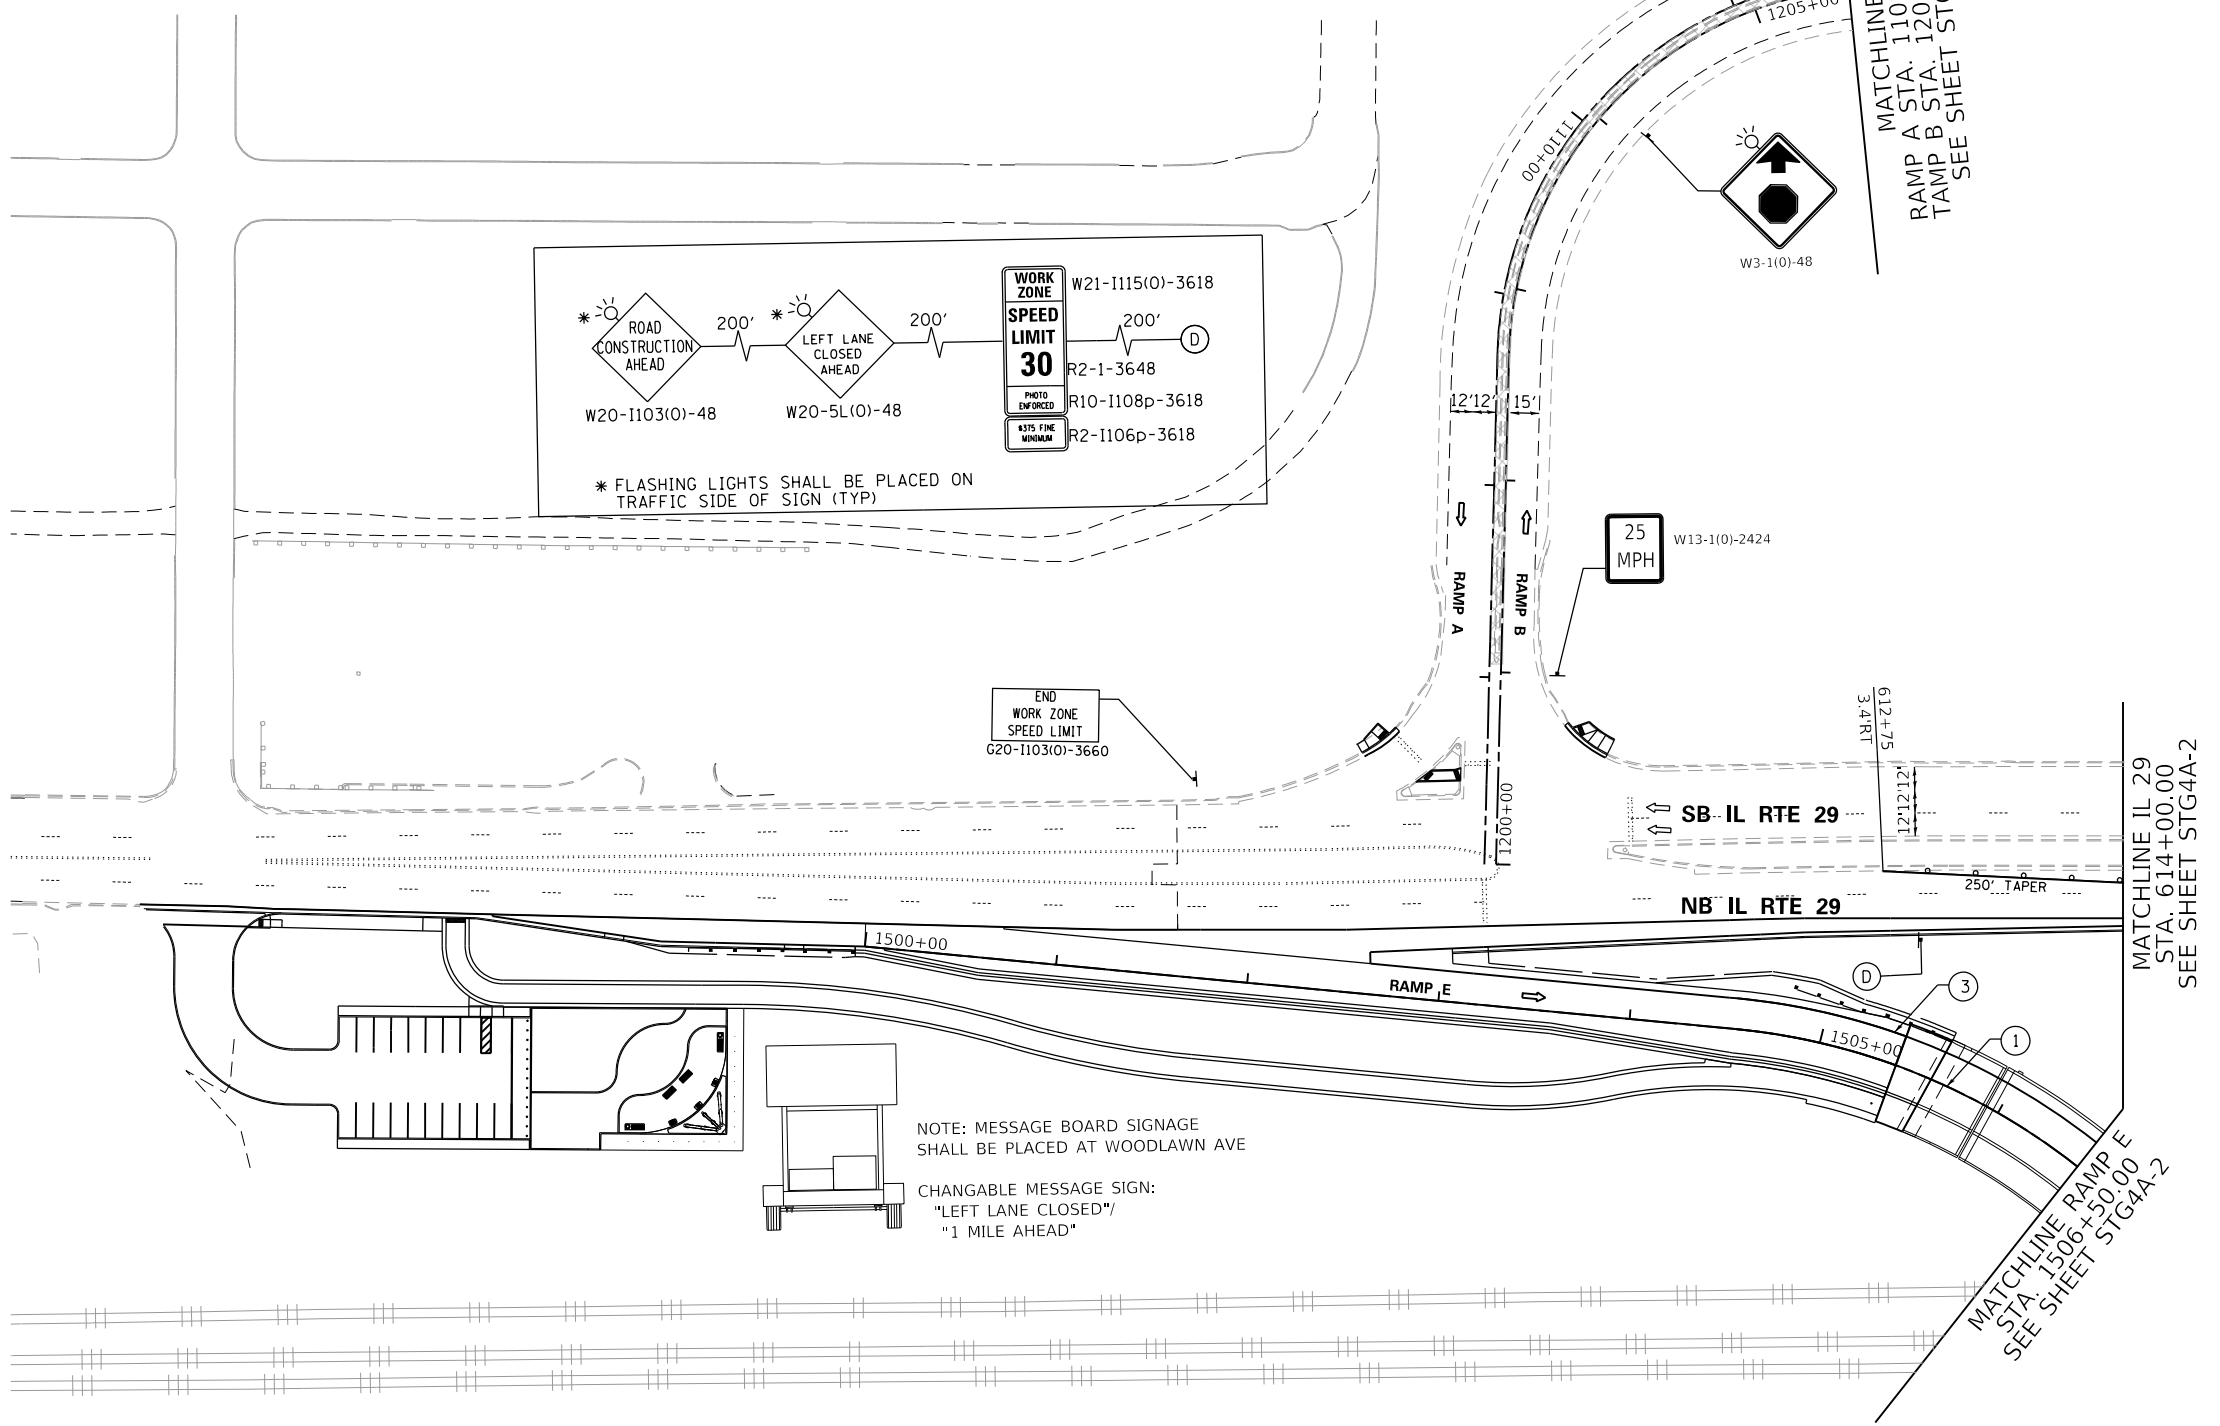 1205+00
MATCHLINE
RAMP A STA. 110
TAMP B STA. 120
SEE SHEET STG
1110+00
W3-1(O)-48
ROAD
CONSTRUCTION
AHEAD
W20-I103(O)-48
200'
LEFT LANE
CLOSED
AHEAD
W20-5L(O)-48
200'
WORK
ZONE
SPEED
LIMIT
30
PHOTO
ENFORCED
$375 FINE
MINIMUM
W21-I115(O)-3618
200'
D
R2-1-3648
R10-I108p-3618
R2-I106p-3618
* FLASHING LIGHTS SHALL BE PLACED ON
TRAFFIC SIDE OF SIGN (TYP)
12' 12' 15'
RAMP A
RAMP B
25
MPH
W13-1(O)-2424
END
WORK ZONE
SPEED LIMIT
G20-I103(O)-3660
612+75
3.4'RT
12' 12' 12'
1200+00
SB IL RTE 29
250' TAPER
NB IL RTE 29
MATCHLINE IL 29
STA. 614+00.00
SEE SHEET STG4A-2
1500+00
RAMP E
D
3
1505+00
1
NOTE: MESSAGE BOARD SIGNAGE
SHALL BE PLACED AT WOODLAWN AVE
CHANGABLE MESSAGE SIGN:
"LEFT LANE CLOSED"/
"1 MILE AHEAD"
MATCHLINE RAMP E
STA. 1506+50.00
SEE SHEET STG4A-2